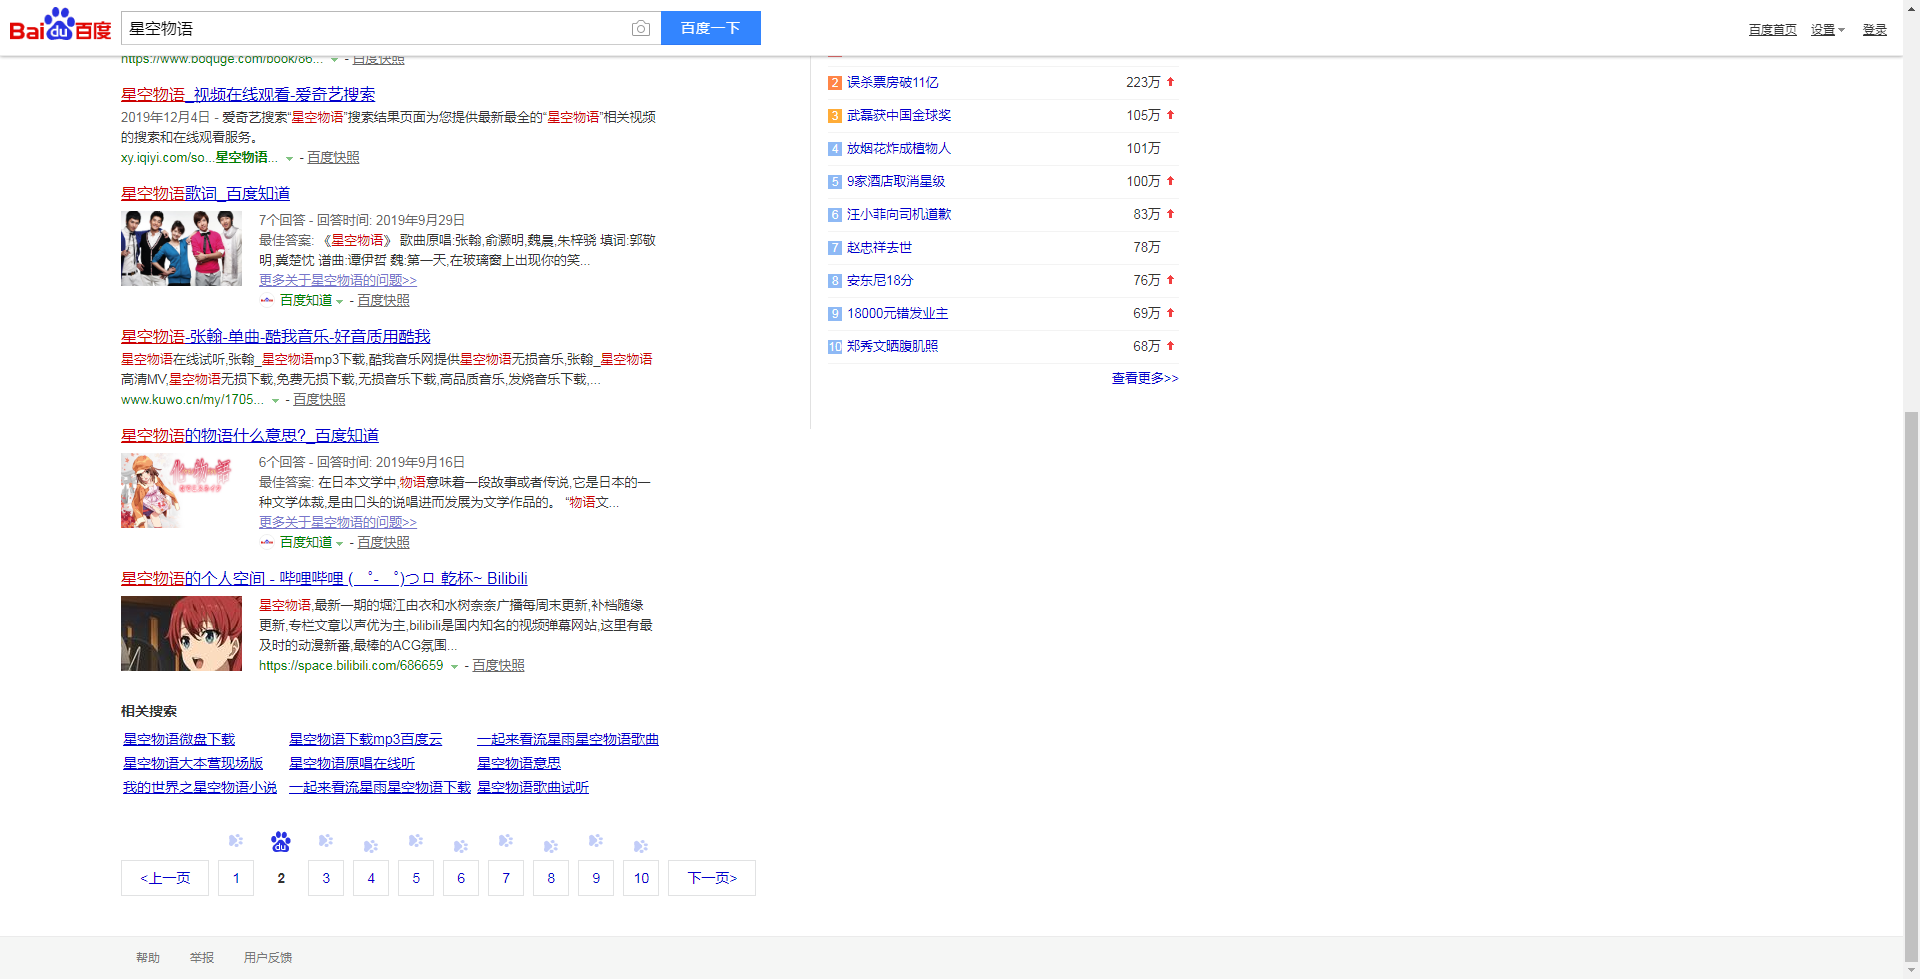 Bai du 百度
星空物语
百度一下
百度首页 设置 登录
https://www.boquge.com/book/86... - 百度快照
星空物语_视频在线观看-爱奇艺搜索
2019年12月4日 - 爱奇艺搜索“星空物语”搜索结果页面为您提供最新最全的“星空物语”相关视频
的搜索和在线观看服务。
xy.iqiyi.com/so...星空物语... - 百度快照
星空物语歌词_百度知道
7个回答 - 回答时间: 2019年9月29日
最佳答案: 《星空物语》 歌曲原唱:张翰,俞灏明,魏晨,朱梓骁 填词:郭敬
明,冀楚忱 谱曲:谭伊哲 魏:第一天,在玻璃窗上出现你的笑...
更多关于星空物语的问题>>
百度知道 - 百度快照
星空物语-张翰-单曲-酷我音乐-好音质用酷我
星空物语在线试听,张翰_星空物语mp3下载,酷我音乐网提供星空物语无损音乐,张翰_星空物语
高清MV,星空物语无损下载,免费无损下载,无损音乐下载,高品质音乐,发烧音乐下载,...
www.kuwo.cn/my/1705... - 百度快照
星空物语的物语什么意思?_百度知道
6个回答 - 回答时间: 2019年9月16日
最佳答案: 在日本文学中,物语意味着一段故事或者传说,它是日本的一
种文学体裁,是由口头的说唱进而发展为文学作品的。 “物语文...
更多关于星空物语的问题>>
百度知道 - 百度快照
星空物语的个人空间 - 哔哩哔哩 ( ゜- ゜)つロ 乾杯~ Bilibili
星空物语,最新一期的堀江由衣和水树奈奈广播每周末更新,补档随缘
更新,专栏文章以声优为主,bilibili是国内知名的视频弹幕网站,这里有最
及时的动漫新番,最棒的ACG氛围...
https://space.bilibili.com/686659 - 百度快照
相关搜索
星空物语微盘下载 星空物语下载mp3百度云 一起来看流星雨星空物语歌曲
星空物语大本营现场版 星空物语原唱在线听 星空物语意思
我的世界之星空物语小说 一起来看流星雨星空物语下载 星空物语歌曲试听
du
<上一页 1 2 3 4 5 6 7 8 9 10 下一页>
2 误杀票房破11亿 223万
3 武磊获中国金球奖 105万
4 放烟花炸成植物人 101万
5 9家酒店取消星级 100万
6 汪小菲向司机道歉 83万
7 赵忠祥去世 78万
8 安东尼18分 76万
9 18000元错发业主 69万
10 郑秀文晒腹肌照 68万
查看更多>>
帮助 举报 用户反馈